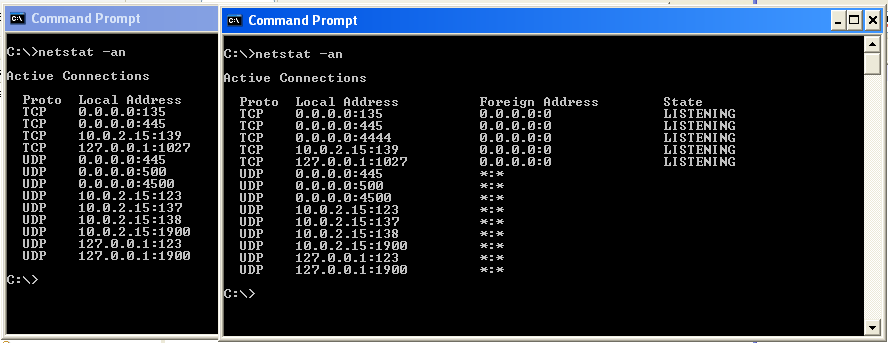 Command Prompt
C:\>netstat -an
Active Connections
Proto Local Address
TCP 0.0.0.0:135
TCP 0.0.0.0:445
TCP 10.0.2.15:139
TCP 127.0.0.1:1027
UDP 0.0.0.0:445
UDP 0.0.0.0:500
UDP 0.0.0.0:4500
UDP 10.0.2.15:123
UDP 10.0.2.15:137
UDP 10.0.2.15:138
UDP 10.0.2.15:1900
UDP 127.0.0.1:123
UDP 127.0.0.1:1900
C:\>
Command Prompt
C:\>netstat -an
Active Connections
Proto Local Address Foreign Address State
TCP 0.0.0.0:135 0.0.0.0:0 LISTENING
TCP 0.0.0.0:445 0.0.0.0:0 LISTENING
TCP 0.0.0.0:4444 0.0.0.0:0 LISTENING
TCP 10.0.2.15:139 0.0.0.0:0 LISTENING
TCP 127.0.0.1:1027 0.0.0.0:0 LISTENING
UDP 0.0.0.0:445 *:*
UDP 0.0.0.0:500 *:*
UDP 0.0.0.0:4500 *:*
UDP 10.0.2.15:123 *:*
UDP 10.0.2.15:137 *:*
UDP 10.0.2.15:138 *:*
UDP 10.0.2.15:1900 *:*
UDP 127.0.0.1:123 *:*
UDP 127.0.0.1:1900 *:*
C:\>